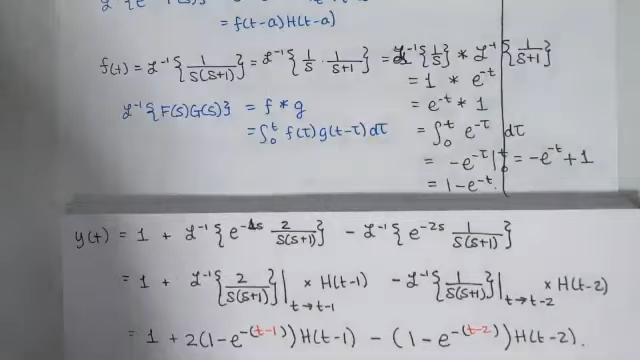 = f(t-a)H(t-a)
f(t) = ℒ⁻¹{1/(s(s+1))} = ℒ⁻¹{1/s · 1/(s+1)} = ℒ⁻¹{1/s} * ℒ⁻¹{1/(s+1)}
= 1 * e^{-t}
ℒ⁻¹{F(s)G(s)} = f * g
= e^{-t} * 1
= ∫₀ᵗ f(τ)g(t-τ)dτ
= ∫₀ᵗ e^{-τ} dτ
= -e^{-τ}|₀ᵗ = -e^{-t} + 1
= 1 - e^{-t}.
y(t) = 1 + ℒ⁻¹{e^{-s} 2/(s(s+1))} - ℒ⁻¹{e^{-2s} 1/(s(s+1))}
= 1 + ℒ⁻¹{2/(s(s+1))}|_{t→t-1} × H(t-1) - ℒ⁻¹{1/(s(s+1))}|_{t→t-2} × H(t-2)
= 1 + 2(1-e^{-(t-1)})H(t-1) - (1-e^{-(t-2)})H(t-2).